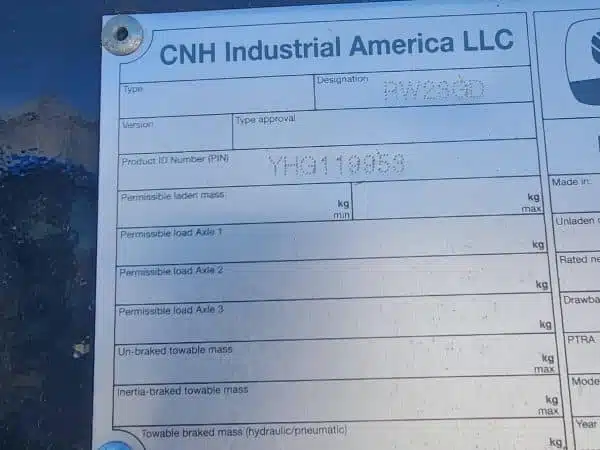 CNH Industrial America LLC
Type
Designation RW28GD
Version
Type approval
Product ID Number (PIN) YHG119959
Permissible laden mass
kg min
kg max
Permissible load Axle 1 kg
Permissible load Axle 2 kg
Permissible load Axle 3 kg
Un-braked towable mass kg max
Inertia-braked towable mass kg max
Towable braked mass (hydraulic/pneumatic) kg
Made in:
Unladen
Rated
Drawba
PTRA
Mode
Year